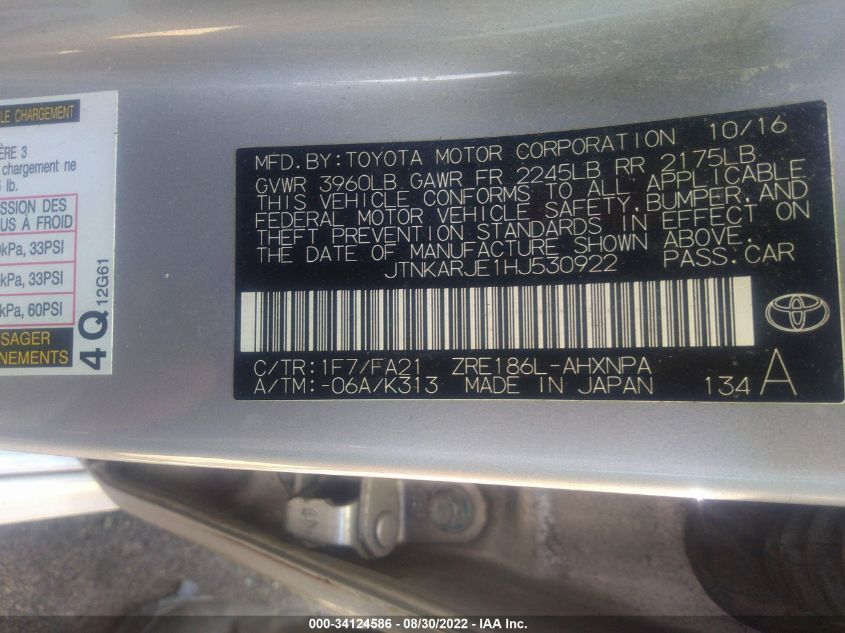 LE CHARGEMENT
ÈRE 3
chargement ne
lb.
SSION DES
US À FROID
kPa, 33PSI
kPa, 33PSI
kPa, 60PSI
SAGER
NEMENTS
4Q 12G61
MFD. BY: TOYOTA MOTOR CORPORATION 10/16
GVWR 3960LB GAWR FR 2245LB RR 2175LB
THIS VEHICLE CONFORMS TO ALL APPLICABLE
FEDERAL MOTOR VEHICLE SAFETY, BUMPER, AND
THEFT PREVENTION STANDARDS IN EFFECT ON
THE DATE OF MANUFACTURE SHOWN ABOVE.
JTNKARJE1HJ530922 PASS. CAR
C/TR: 1F7/FA21 ZRE186L-AHXNPA
A/TM: -06A/K313 MADE IN JAPAN 134 A
000-34124586 - 08/30/2022 - IAA Inc.